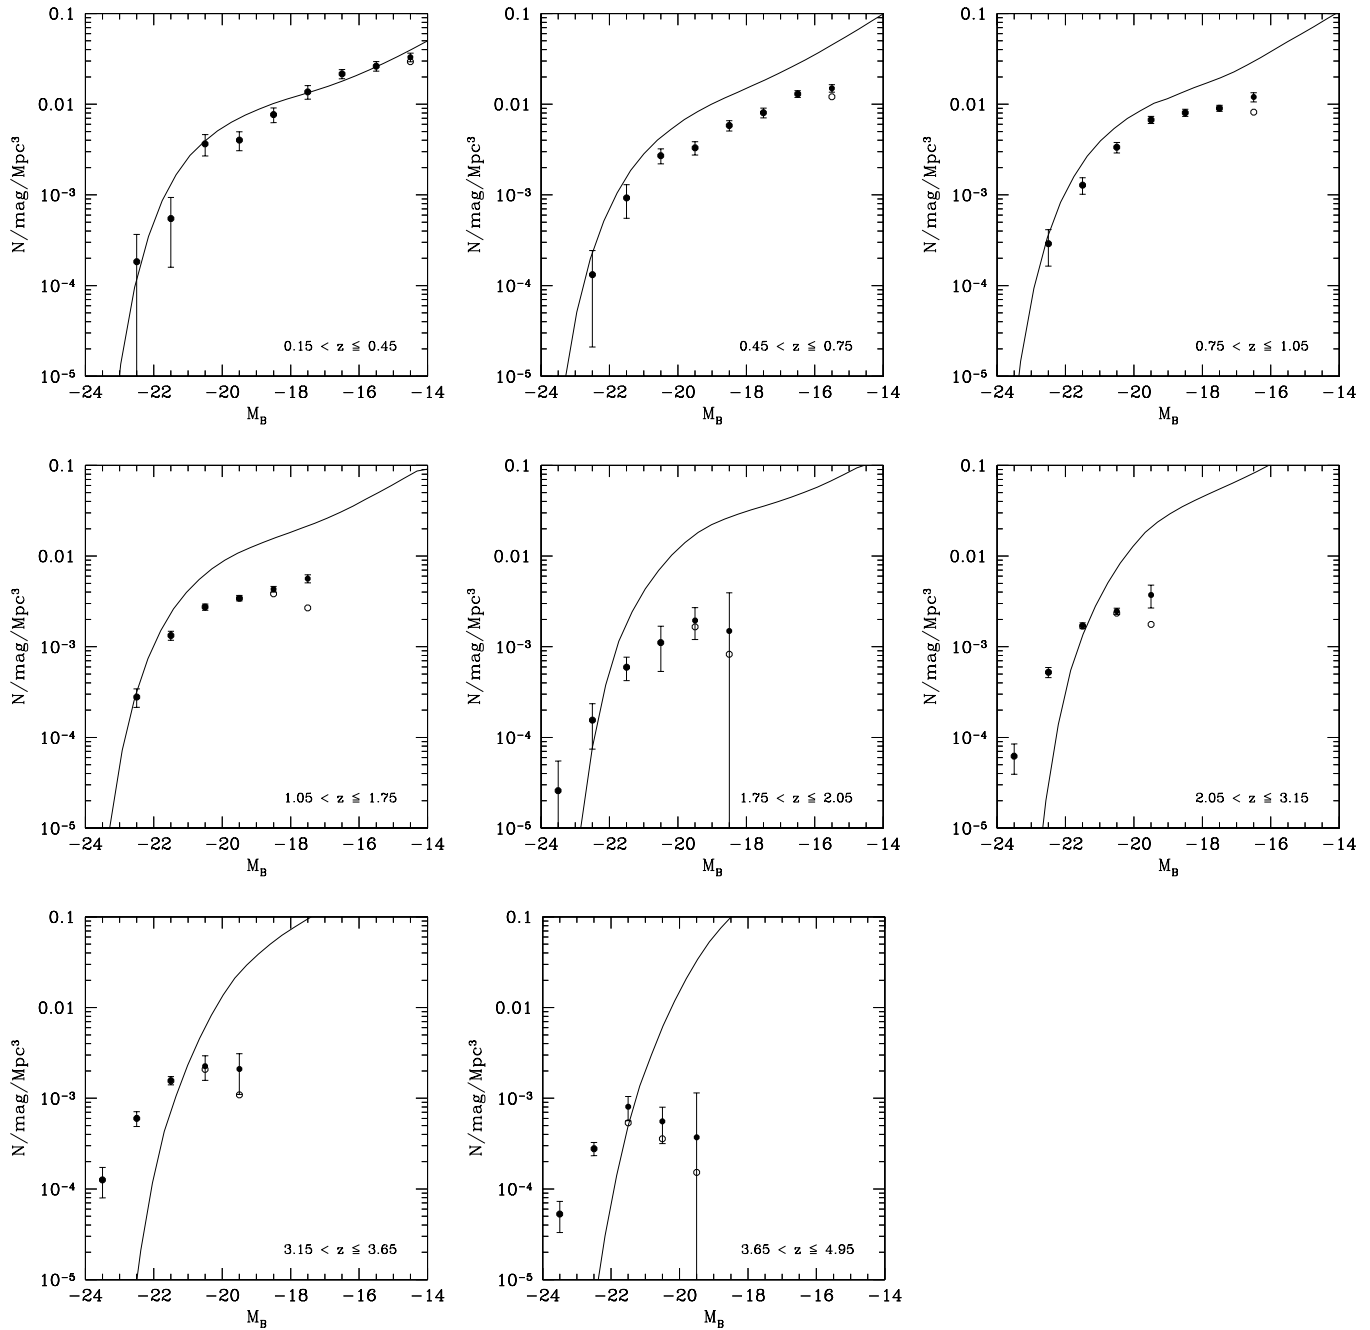 0.1 0.1 0.1
0.01 0.01 0.01
N/mag/Mpc³ N/mag/Mpc³ N/mag/Mpc³
10⁻³ 10⁻³ 10⁻³
10⁻⁴ 10⁻⁴ 10⁻⁴
0.15 < z ≦ 0.45 0.45 < z ≦ 0.75 0.75 < z ≦ 1.05
10⁻⁵ 10⁻⁵ 10⁻⁵
−24 −22 −20 −18 −16 −14 −24 −22 −20 −18 −16 −14 −24 −22 −20 −18 −16 −14
M_B M_B M_B
0.1 0.1 0.1
0.01 0.01 0.01
N/mag/Mpc³ N/mag/Mpc³ N/mag/Mpc³
10⁻³ 10⁻³ 10⁻³
10⁻⁴ 10⁻⁴ 10⁻⁴
1.05 < z ≦ 1.75 1.75 < z ≦ 2.05 2.05 < z ≦ 3.15
10⁻⁵ 10⁻⁵ 10⁻⁵
−24 −22 −20 −18 −16 −14 −24 −22 −20 −18 −16 −14 −24 −22 −20 −18 −16 −14
M_B M_B M_B
0.1 0.1
0.01 0.01
N/mag/Mpc³ N/mag/Mpc³
10⁻³ 10⁻³
10⁻⁴ 10⁻⁴
3.15 < z ≦ 3.65 3.65 < z ≦ 4.95
10⁻⁵ 10⁻⁵
−24 −22 −20 −18 −16 −14 −24 −22 −20 −18 −16 −14
M_B M_B